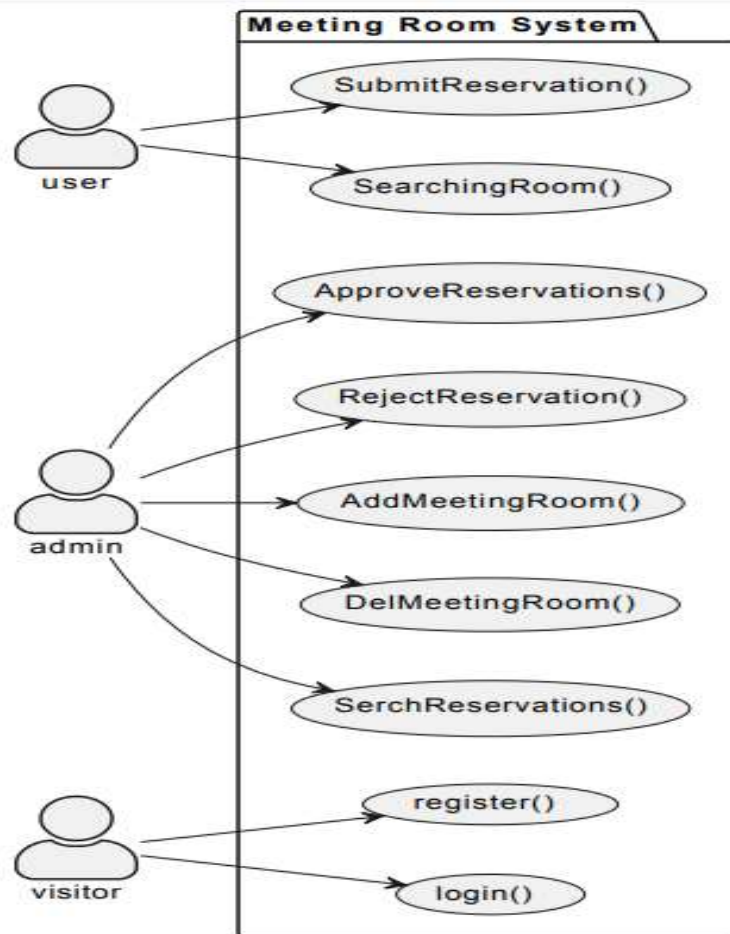 Meeting Room System
SubmitReservation()
user
SearchingRoom()
ApproveReservations()
RejectReservation()
admin
AddMeetingRoom()
DelMeetingRoom()
SerchReservations()
visitor
register()
login()